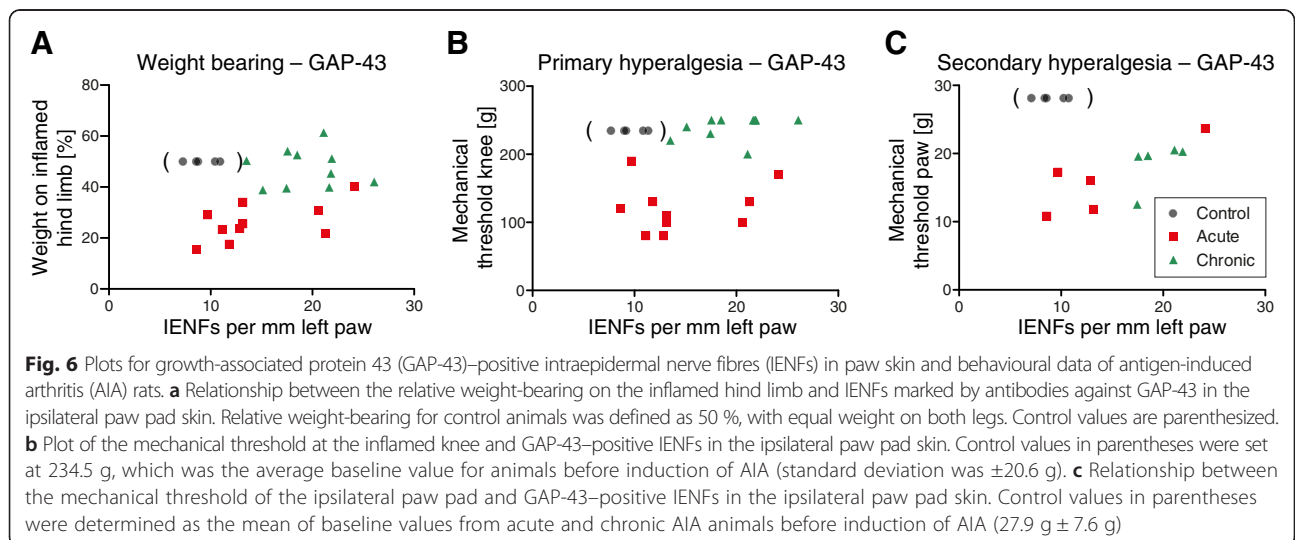 A
Weight bearing – GAP-43
80
60
40
20
0
Weight on inflamed
hind limb [%]
( )
0 10 20 30
IENFs per mm left paw
B
Primary hyperalgesia – GAP-43
300
200
100
0
Mechanical
threshold knee [g]
( )
0 10 20 30
IENFs per mm left paw
C
Secondary hyperalgesia – GAP-43
30
20
10
0
Mechanical
threshold paw [g]
( )
Control
Acute
Chronic
0 10 20 30
IENFs per mm left paw
Fig. 6 Plots for growth-associated protein 43 (GAP-43)–positive intraepidermal nerve fibres (IENFs) in paw skin and behavioural data of antigen-induced
arthritis (AIA) rats. a Relationship between the relative weight-bearing on the inflamed hind limb and IENFs marked by antibodies against GAP-43 in the
ipsilateral paw pad skin. Relative weight-bearing for control animals was defined as 50 %, with equal weight on both legs. Control values are parenthesized.
b Plot of the mechanical threshold at the inflamed knee and GAP-43–positive IENFs in the ipsilateral paw pad skin. Control values in parentheses were set
at 234.5 g, which was the average baseline value for animals before induction of AIA (standard deviation was ±20.6 g). c Relationship between
the mechanical threshold of the ipsilateral paw pad and GAP-43–positive IENFs in the ipsilateral paw pad skin. Control values in parentheses
were determined as the mean of baseline values from acute and chronic AIA animals before induction of AIA (27.9 g ± 7.6 g)